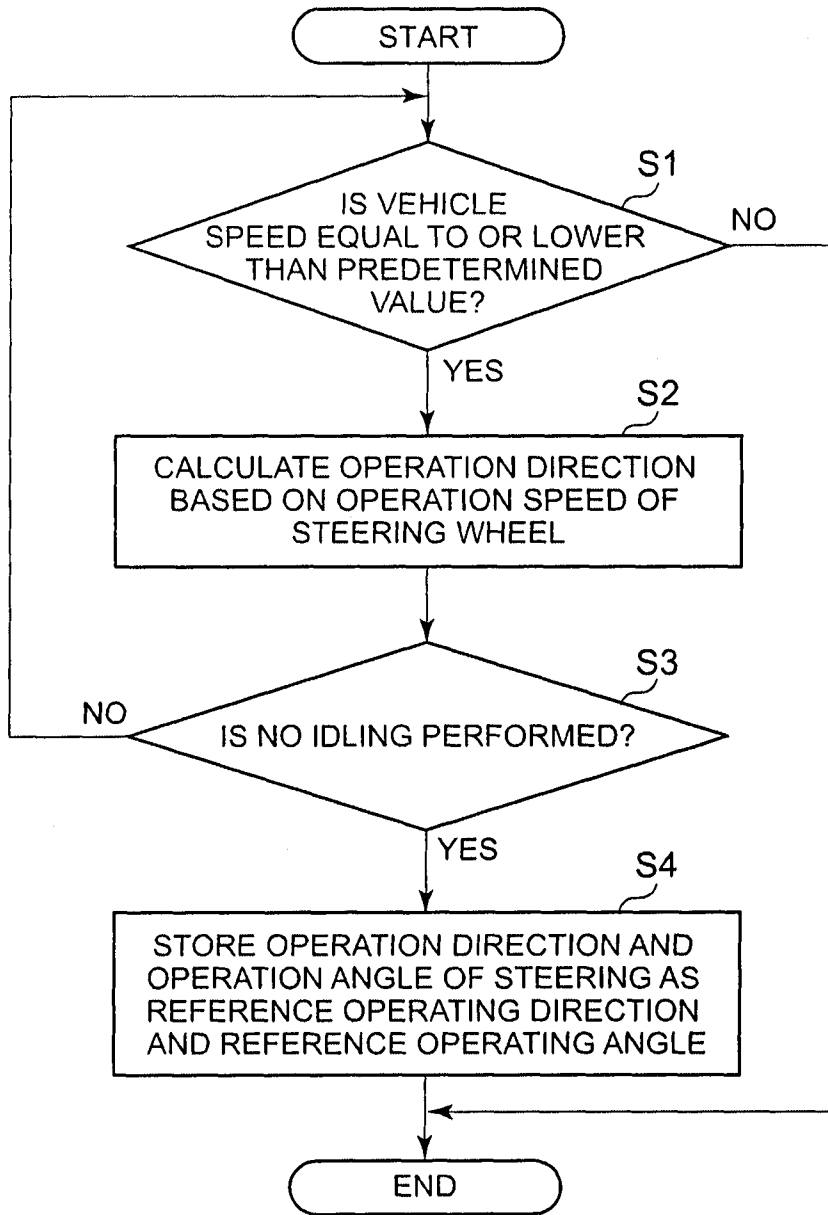 START
S1
IS VEHICLE
SPEED EQUAL TO OR LOWER
THAN PREDETERMINED
VALUE?
NO
YES
S2
CALCULATE OPERATION DIRECTION
BASED ON OPERATION SPEED OF
STEERING WHEEL
S3
NO
IS NO IDLING PERFORMED?
YES
S4
STORE OPERATION DIRECTION AND
OPERATION ANGLE OF STEERING AS
REFERENCE OPERATING DIRECTION
AND REFERENCE OPERATING ANGLE
END